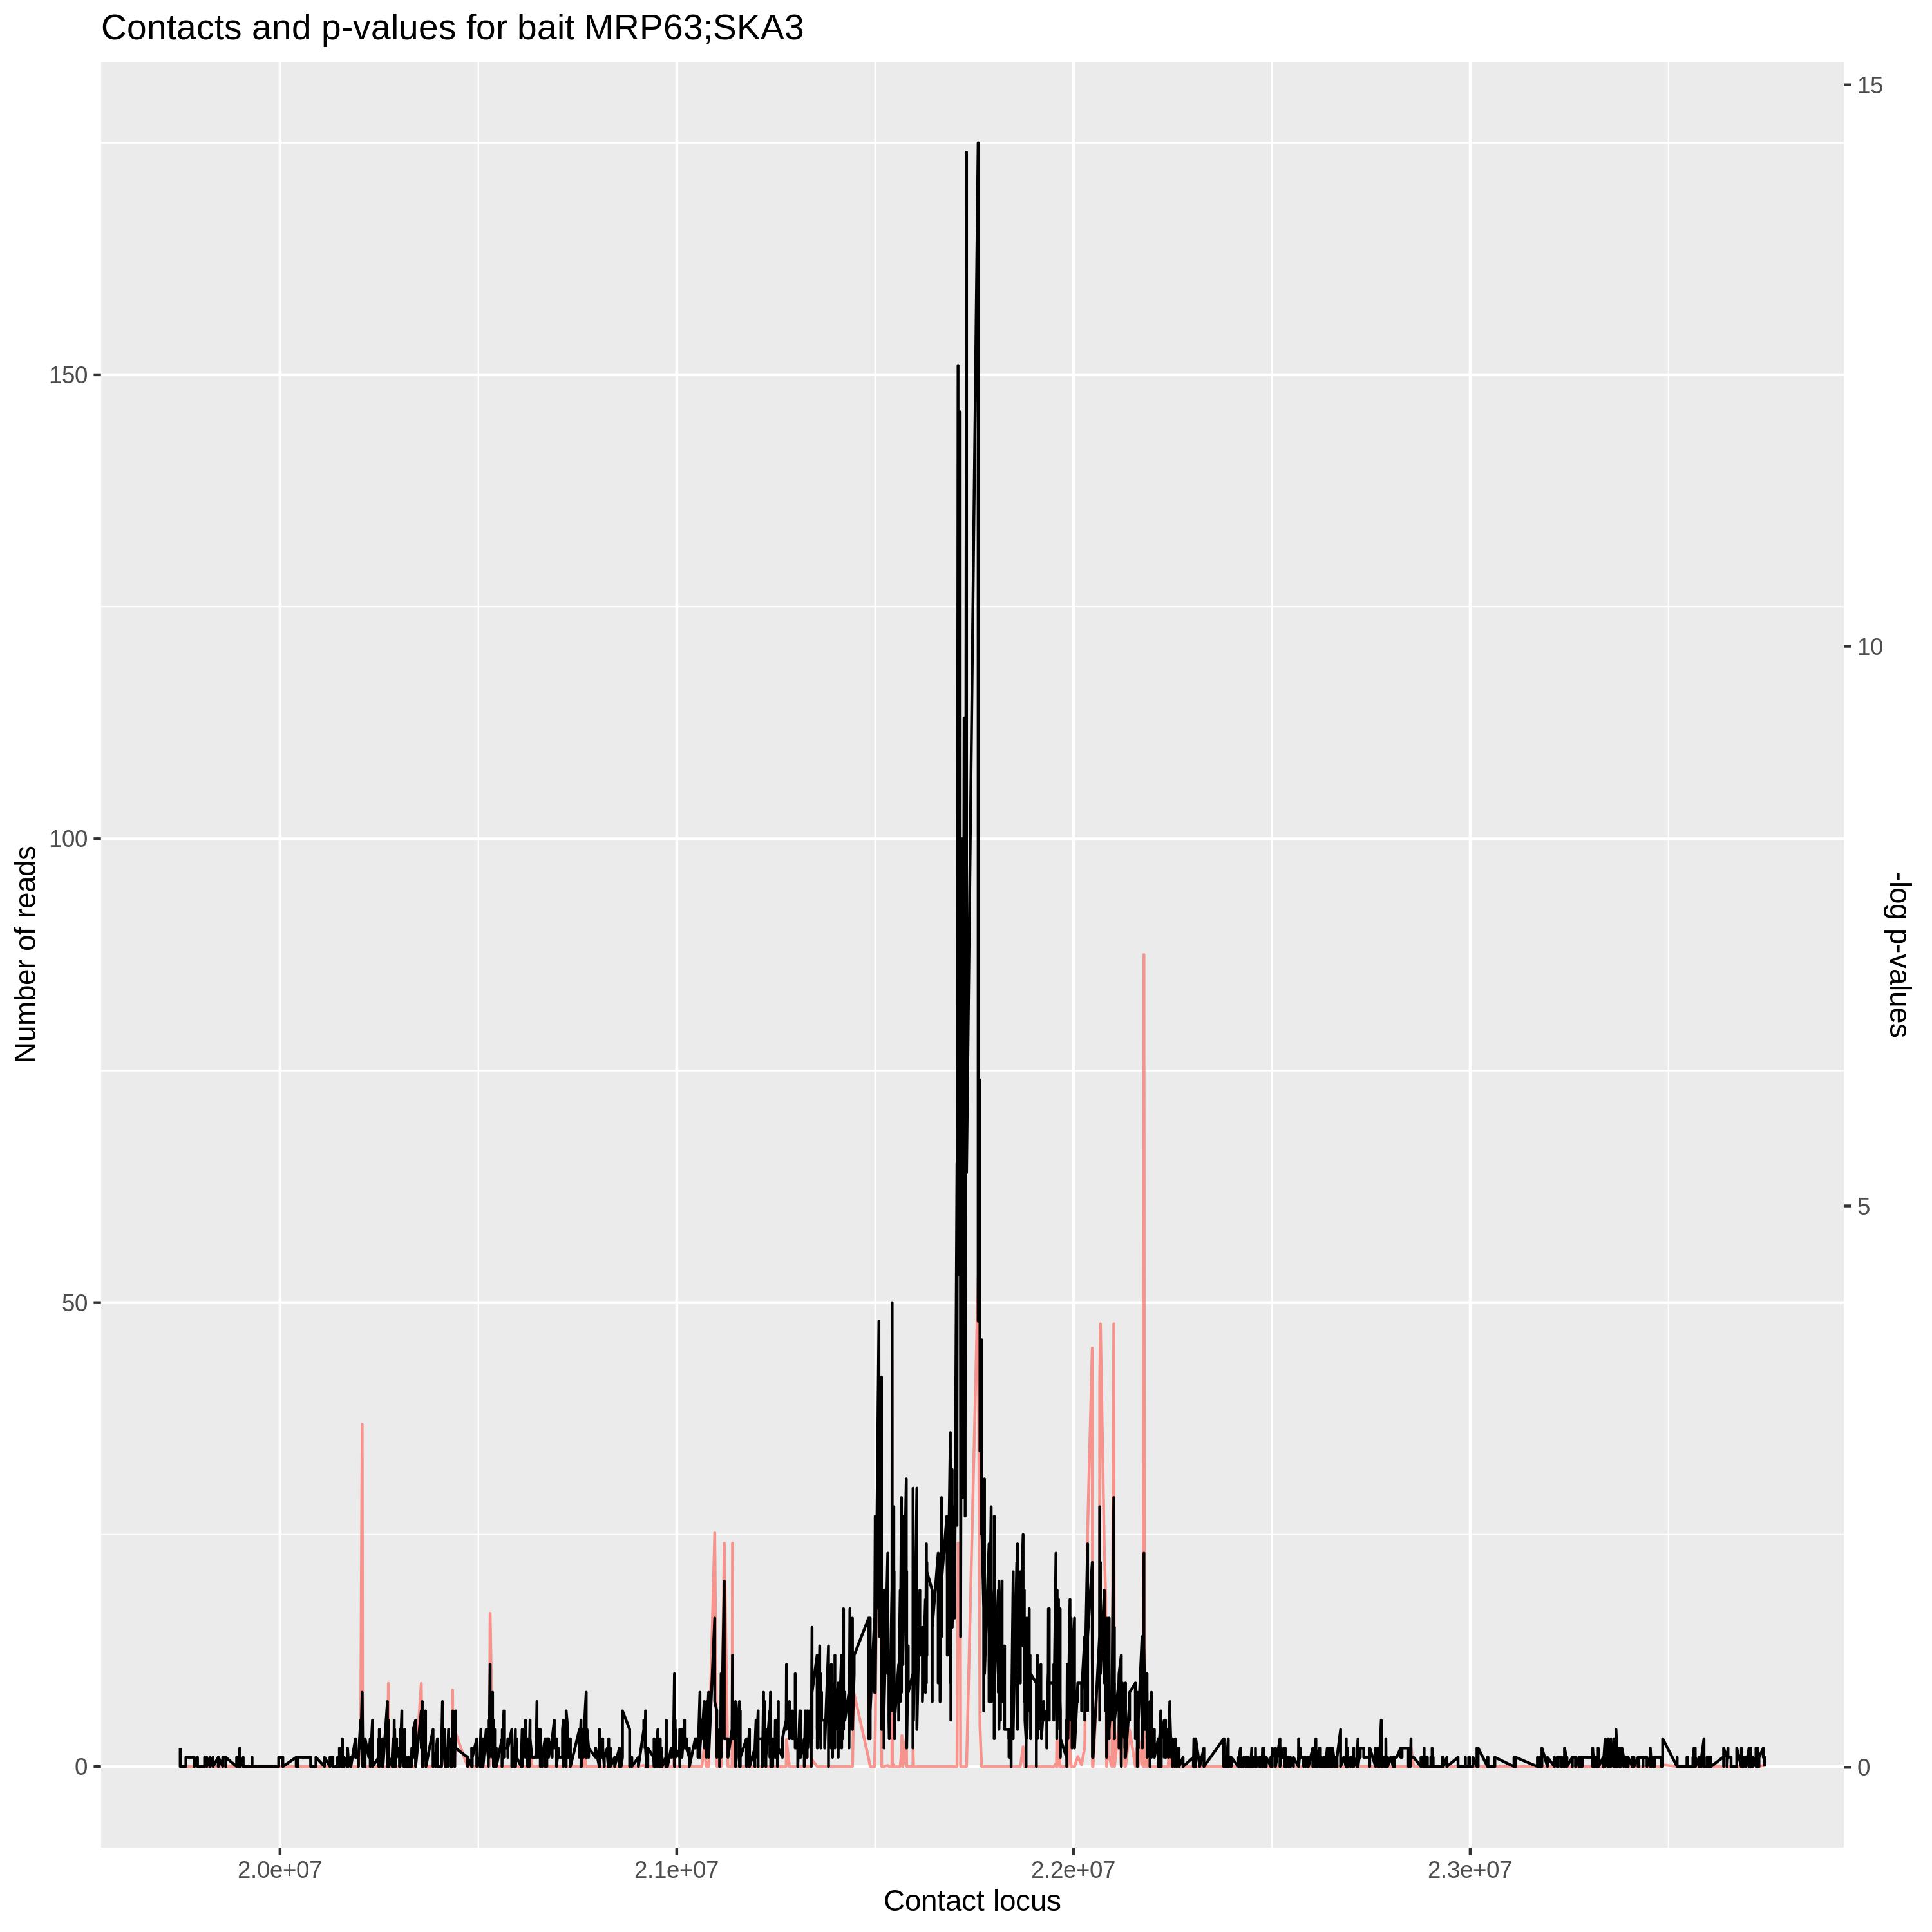 Contacts and p-values for bait MRP63;SKA3
15
150
10
100
Number of reads
-log p-values
5
50
0
0
2.0e+07
2.1e+07
2.2e+07
2.3e+07
Contact locus